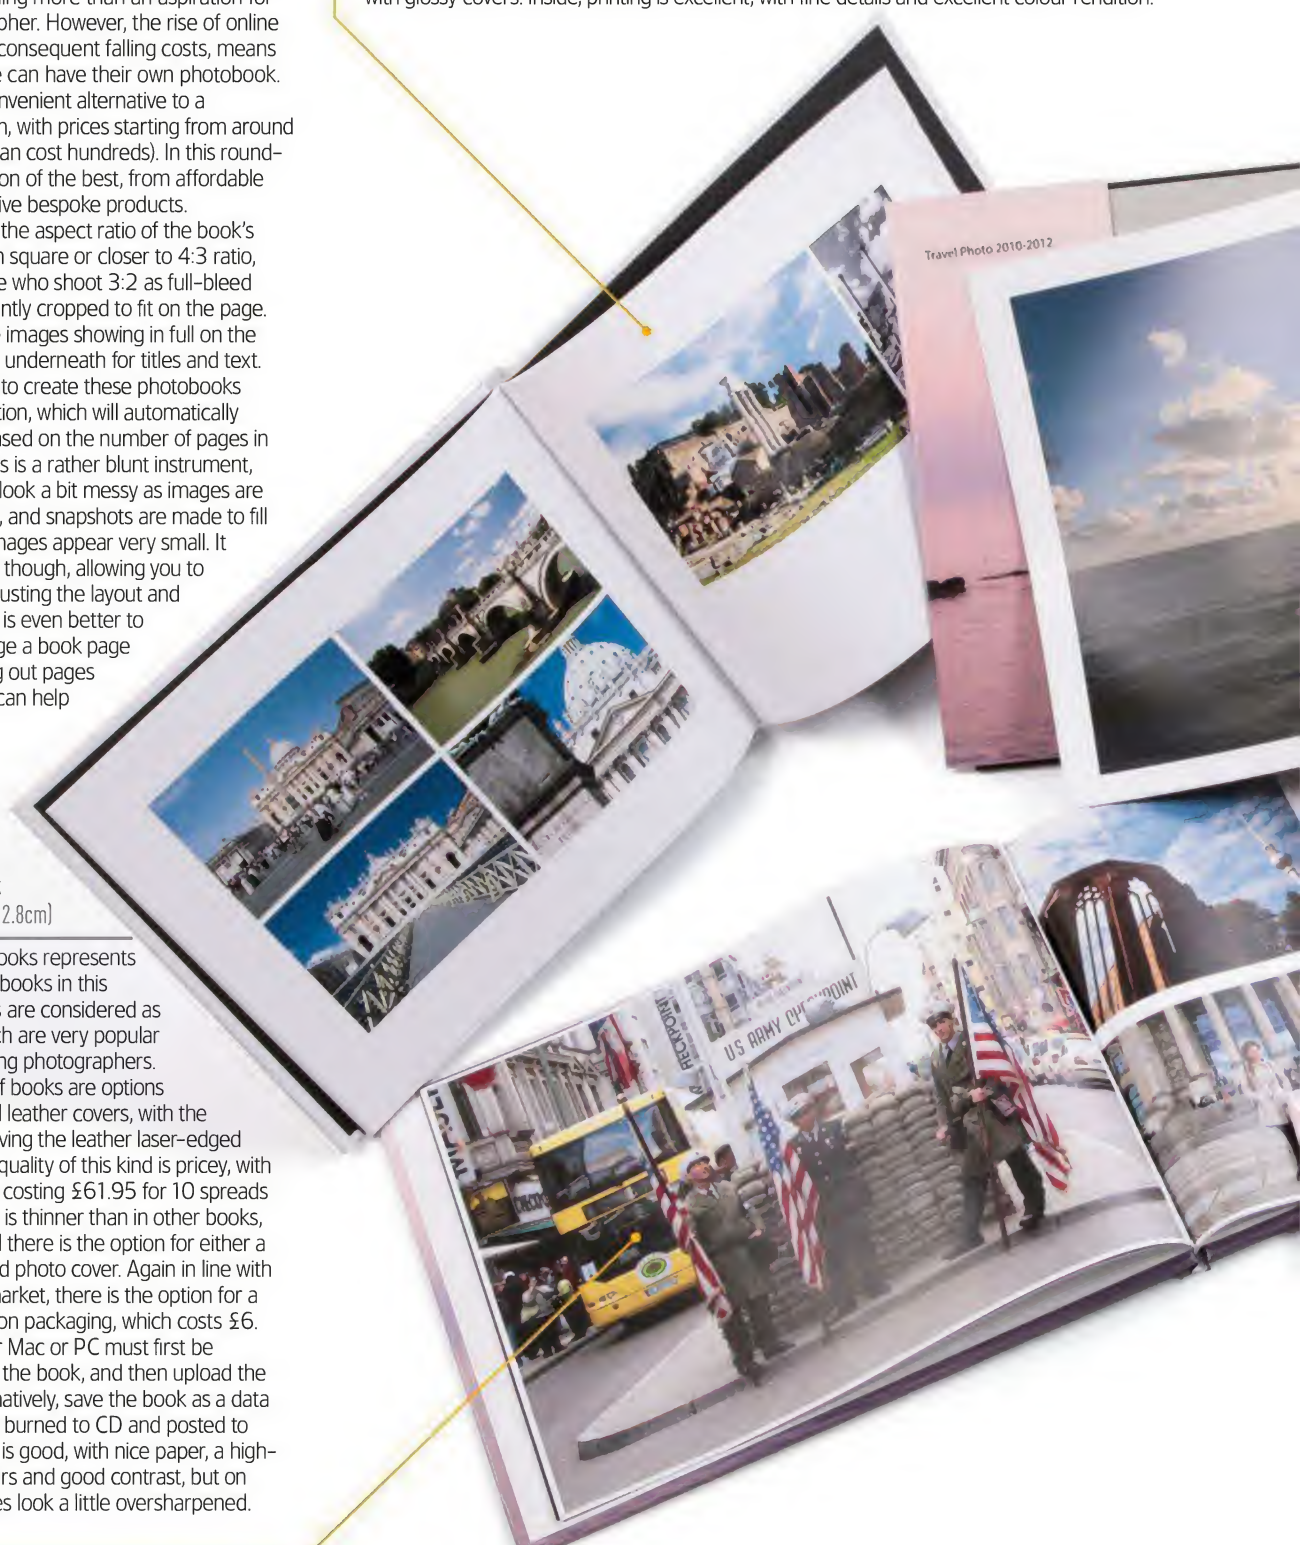 ing more than an aspiration for
pher. However, the rise of online
consequent falling costs, means
e can have their own photobook.
nvenient alternative to a
n, with prices starting from around
an cost hundreds). In this round-
on of the best, from affordable
ive bespoke products.
the aspect ratio of the book's
n square or closer to 4:3 ratio,
e who shoot 3:2 as full-bleed
ntly cropped to fit on the page.
images showing in full on the
underneath for titles and text.
to create these photobooks
tion, which will automatically
ased on the number of pages in
s is a rather blunt instrument,
look a bit messy as images are
, and snapshots are made to fill
mages appear very small. It
though, allowing you to
usting the layout and
is even better to
ge a book page
g out pages
can help
2.8cm)
ooks represents
books in this
s are considered as
ch are very popular
ng photographers.
f books are options
l leather covers, with the
ving the leather laser-edged
quality of this kind is pricey, with
costing £61.95 for 10 spreads
is thinner than in other books,
l there is the option for either a
d photo cover. Again in line with
market, there is the option for a
on packaging, which costs £6.
r Mac or PC must first be
the book, and then upload the
natively, save the book as a data
burned to CD and posted to
is good, with nice paper, a high-
rs and good contrast, but on
es look a little oversharpened.
with glossy covers. Inside, printing is excellent, with fine details and excellent colour rendition.
Travel Photo 2010-2012
US ARMY CHECKPOINT
HECKPOINT